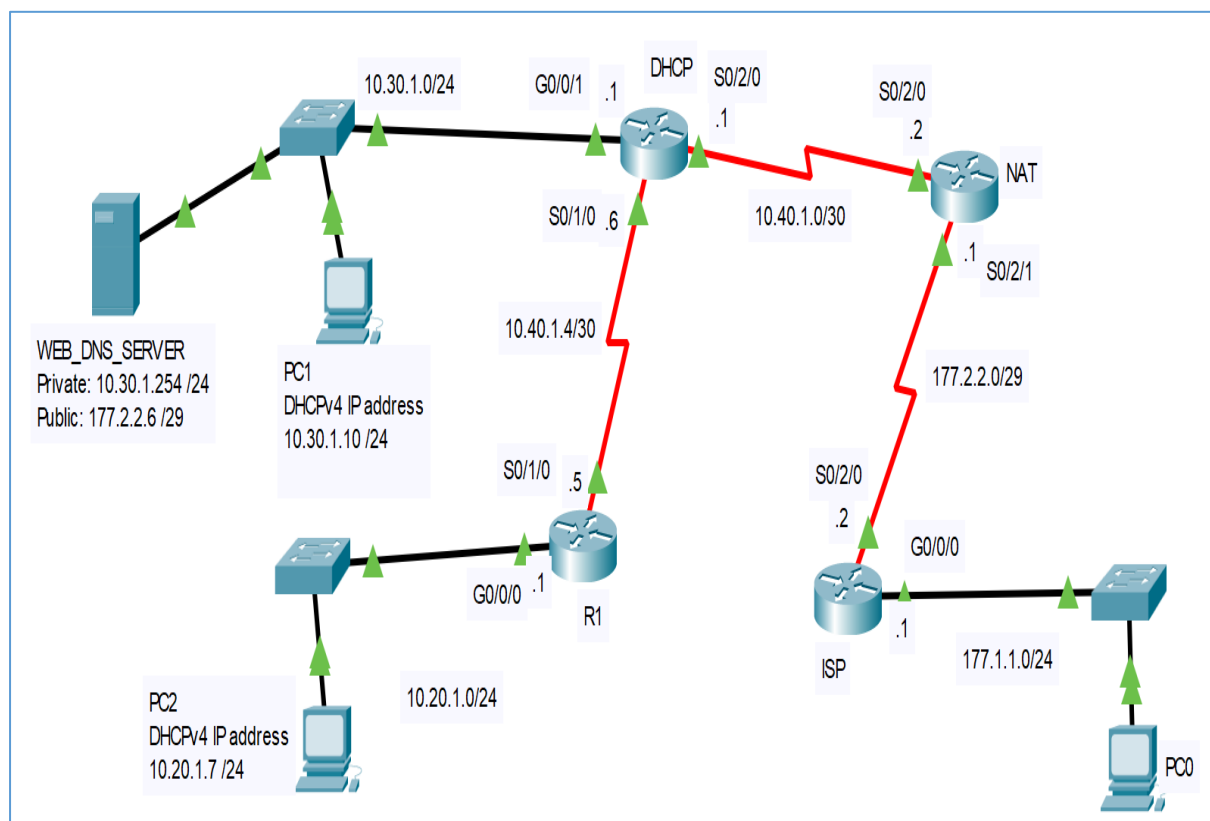 DHCP
S0/2/0
10.30.1.0/24
G0/0/1
.1
.1
S0/2/0
.2
NAT
S0/1/0
.6
10.40.1.0/30
.1
S0/2/1
WEB_DNS_SERVER
Private: 10.30.1.254 /24
Public: 177.2.2.6 /29
PC1
DHCPv4 IP address
10.30.1.10 /24
10.40.1.4/30
177.2.2.0/29
S0/1/0
.5
S0/2/0
.2
G0/0/0
G0/0/0
.1
R1
ISP
.1
177.1.1.0/24
PC2
DHCPv4 IP address
10.20.1.7 /24
10.20.1.0/24
PC0